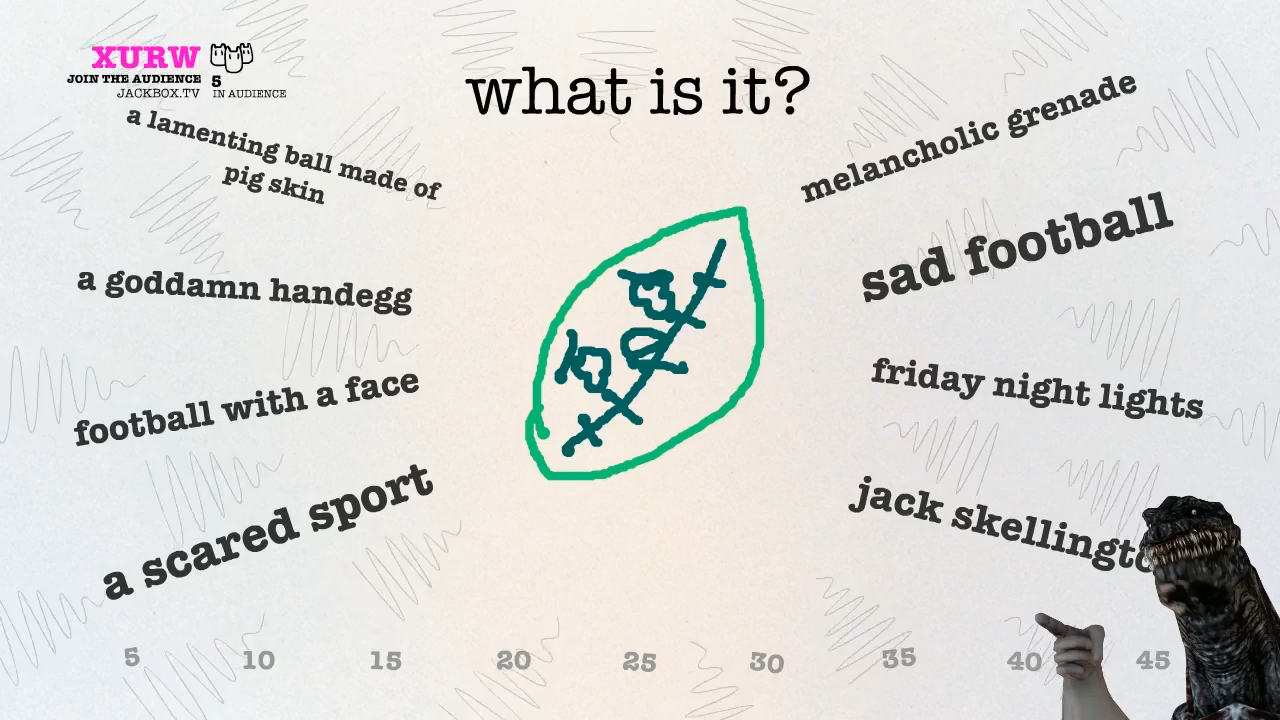 XURW
JOIN THE AUDIENCE
JACKBOX.TV
5
IN AUDIENCE
what is it?
a lamenting ball made of
pig skin
melancholic grenade
a goddamn handegg
sad football
football with a face
friday night lights
a scared sport
jack skellingto
5 10 15 20 25 30 35 40 45